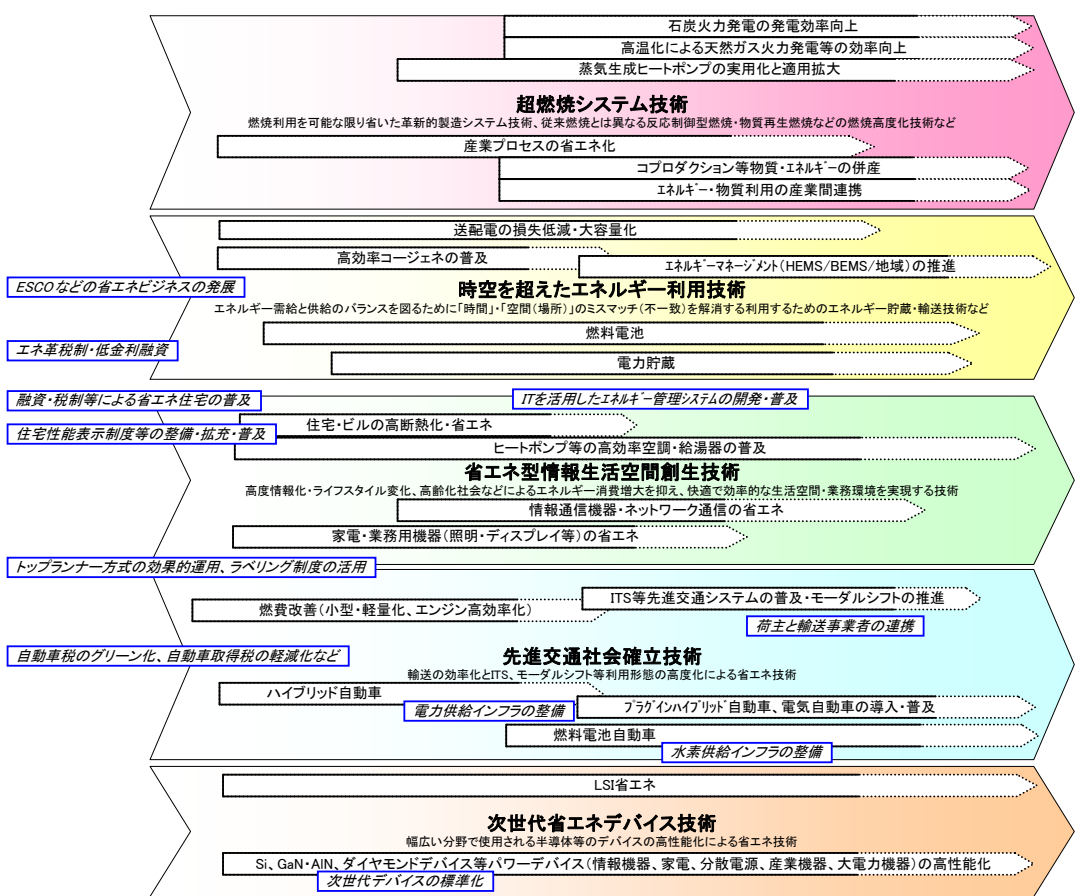 石炭火力発電の発電効率向上
高温化による天然ガス火力発電等の効率向上
蒸気生成ヒートポンプの実用化と適用拡大
超燃焼システム技術
燃焼利用を可能な限り省いた革新的製造システム技術、従来燃焼とは異なる反応制御型燃焼・物質再生燃焼などの燃焼高度化技術など
産業プロセスの省エネ化
コプロダクション等物質・エネルギーの併産
エネルギー・物質利用の産業間連携
送配電の損失低減・大容量化
高効率コージェネの普及
エネルギーマネージメント(HEMS/BEMS/地域)の推進
ESCOなどの省エネビジネスの発展
時空を超えたエネルギー利用技術
エネルギー需給と供給のバランスを図るために「時間」・「空間(場所)」のミスマッチ(不一致)を解消する利用するためのエネルギー貯蔵・輸送技術など
燃料電池
エネ革税制・低金利融資
電力貯蔵
融資・税制等による省エネ住宅の普及
ITを活用したエネルギー管理システムの開発・普及
住宅・ビルの高断熱化・省エネ
住宅性能表示制度等の整備・拡充・普及
ヒートポンプ等の高効率空調・給湯器の普及
省エネ型情報生活空間創生技術
高度情報化・ライフスタイル変化、高齢化社会などによるエネルギー消費増大を抑え、快適で効率的な生活空間・業務環境を実現する技術
情報通信機器・ネットワーク通信の省エネ
家電・業務用機器(照明・ディスプレイ等)の省エネ
トップランナー方式の効果的運用、ラベリング制度の活用
ITS等先進交通システムの普及・モーダルシフトの推進
燃費改善(小型・軽量化、エンジン高効率化)
荷主と輸送事業者の連携
自動車税のグリーン化、自動車取得税の軽減化など
先進交通社会確立技術
輸送の効率化とITS、モーダルシフト等利用形態の高度化による省エネ技術
ハイブリッド自動車
電力供給インフラの整備
プラグインハイブリッド自動車、電気自動車の導入・普及
燃料電池自動車
水素供給インフラの整備
LSI省エネ
次世代省エネデバイス技術
幅広い分野で使用される半導体等のデバイスの高性能化による省エネ技術
Si、GaN・AlN、ダイヤモンドデバイス等パワーデバイス(情報機器、家電、分散電源、産業機器、大電力機器)の高性能化
次世代デバイスの標準化